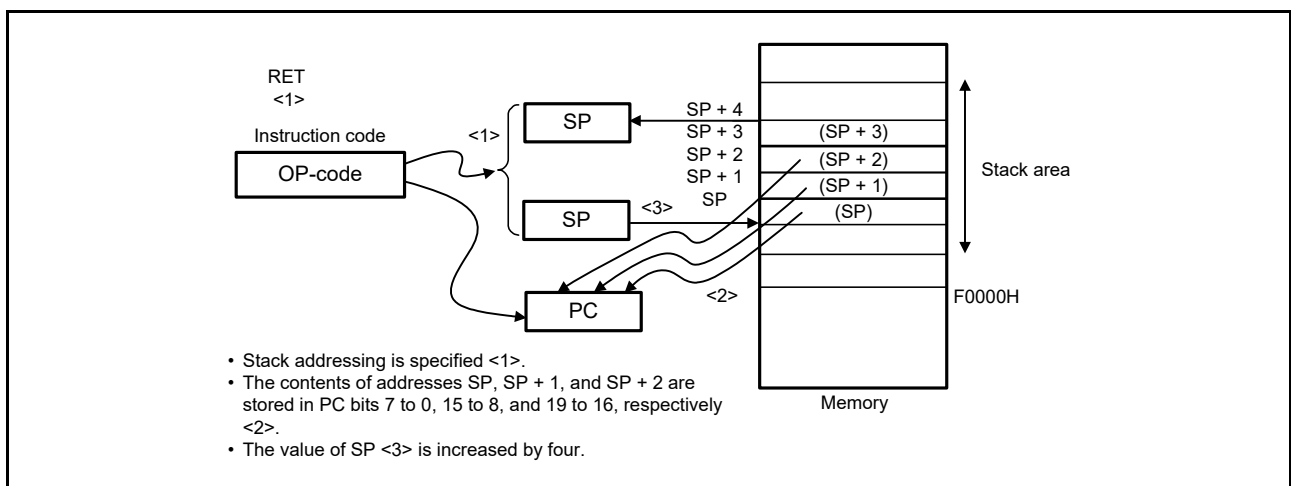 RET
<1>
Instruction code
OP-code
<1>
SP
SP
<3>
PC
<2>
SP + 4
SP + 3
SP + 2
SP + 1
SP
(SP + 3)
(SP + 2)
(SP + 1)
(SP)
Stack area
F0000H
Memory
• Stack addressing is specified <1>.
• The contents of addresses SP, SP + 1, and SP + 2 are
stored in PC bits 7 to 0, 15 to 8, and 19 to 16, respectively
<2>.
• The value of SP <3> is increased by four.